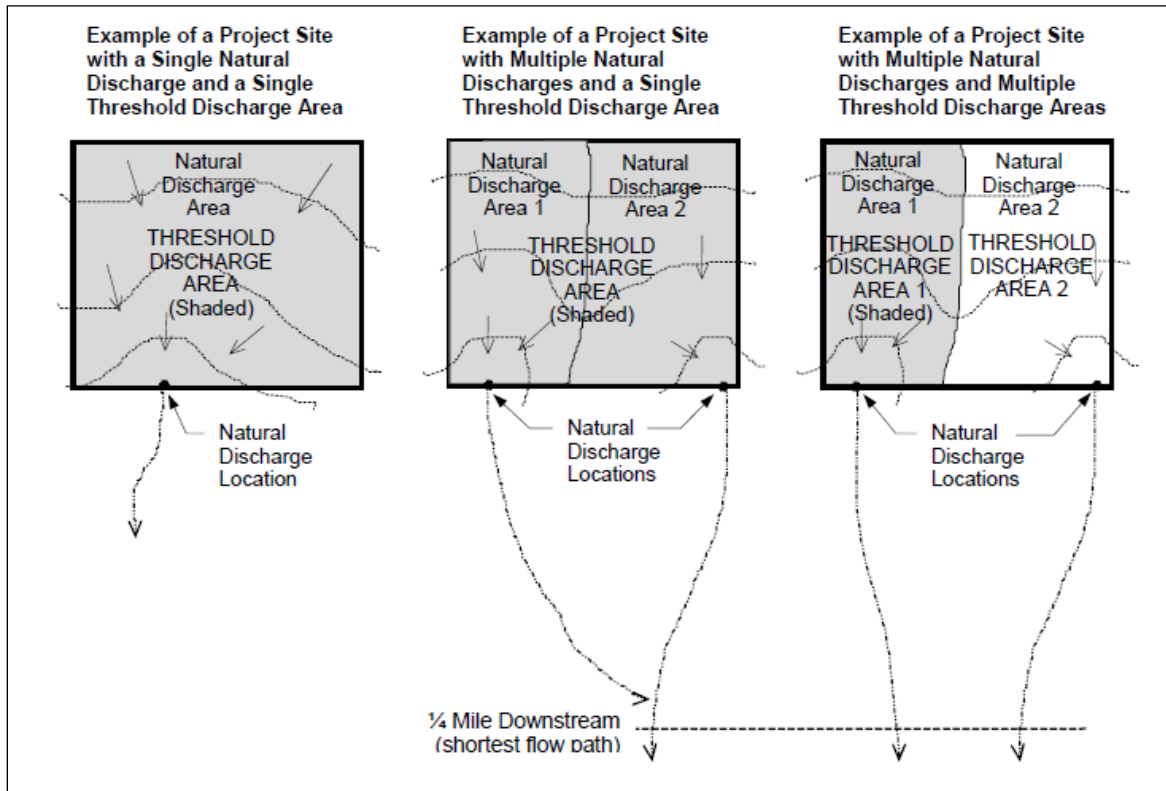 Example of a Project Site
with a Single Natural
Discharge and a Single
Threshold Discharge Area
Natural
Discharge
Area
THRESHOLD
DISCHARGE
AREA
(Shaded)
Natural
Discharge
Location
Example of a Project Site
with Multiple Natural
Discharges and a Single
Threshold Discharge Area
Natural
Discharge
Area 1
Natural
Discharge
Area 2
THRESHOLD
DISCHARGE
AREA
(Shaded)
Natural
Discharge
Locations
Example of a Project Site
with Multiple Natural
Discharges and Multiple
Threshold Discharge Areas
Natural
Discharge
Area 1
Natural
Discharge
Area 2
THRESHOLD
DISCHARGE
AREA 1
(Shaded)
THRESHOLD
DISCHARGE
AREA 2
Natural
Discharge
Locations
¼ Mile Downstream
(shortest flow path)